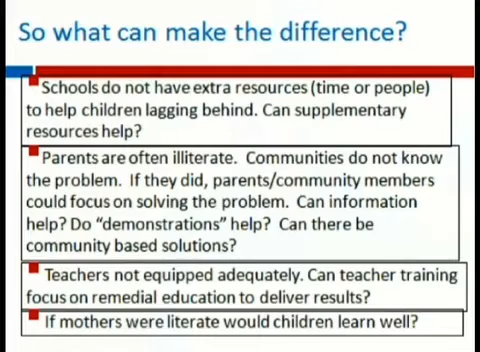 So what can make the difference?
Schools do not have extra resources (time or people)
to help children lagging behind. Can supplementary
resources help?
Parents are often illiterate. Communities do not know
the problem. If they did, parents/community members
could focus on solving the problem. Can information
help? Do “demonstrations” help? Can there be
community based solutions?
Teachers not equipped adequately. Can teacher training
focus on remedial education to deliver results?
If mothers were literate would children learn well?